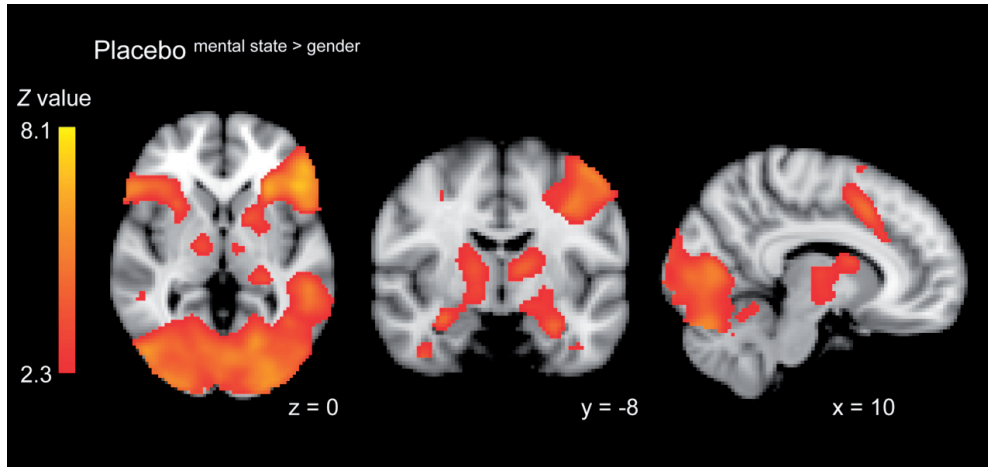 Placebo mental state > gender
Z value
8.1
2.3
z = 0
y = -8
x = 10